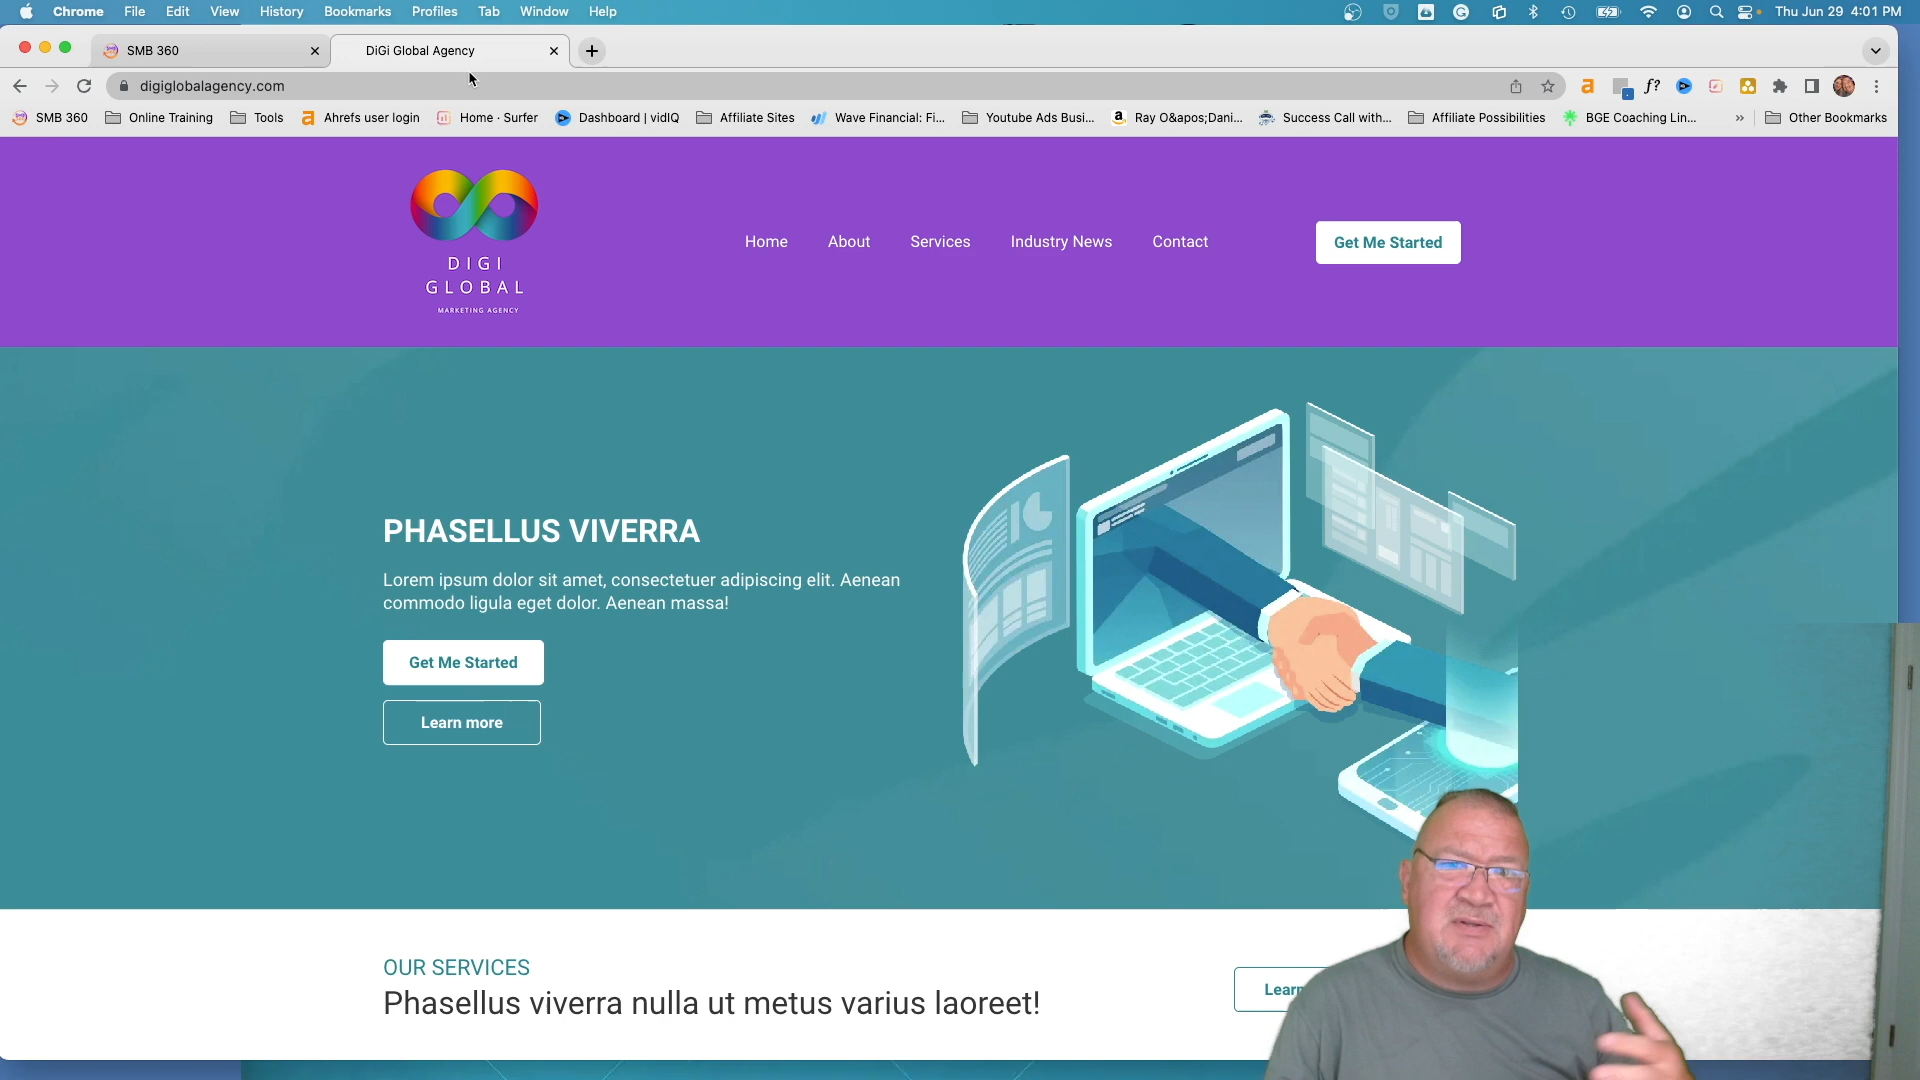 Chrome File Edit View History Bookmarks Profiles Tab Window Help Thu Jun 29 4:01 PM
SMB 360 DiGi Global Agency
digiglobalagency.com
SMB 360 Online Training Tools Ahrefs user login Home · Surfer Dashboard | vidIQ Affiliate Sites Wave Financial: Fi... Youtube Ads Busi... Ray O&apos;Dani... Success Call with... Affiliate Possibilities BGE Coaching Lin... » Other Bookmarks
DIGI
GLOBAL
MARKETING AGENCY
Home About Services Industry News Contact Get Me Started
PHASELLUS VIVERRA
Lorem ipsum dolor sit amet, consectetuer adipiscing elit. Aenean
commodo ligula eget dolor. Aenean massa!
Get Me Started
Learn more
OUR SERVICES
Phasellus viverra nulla ut metus varius laoreet!
Learn